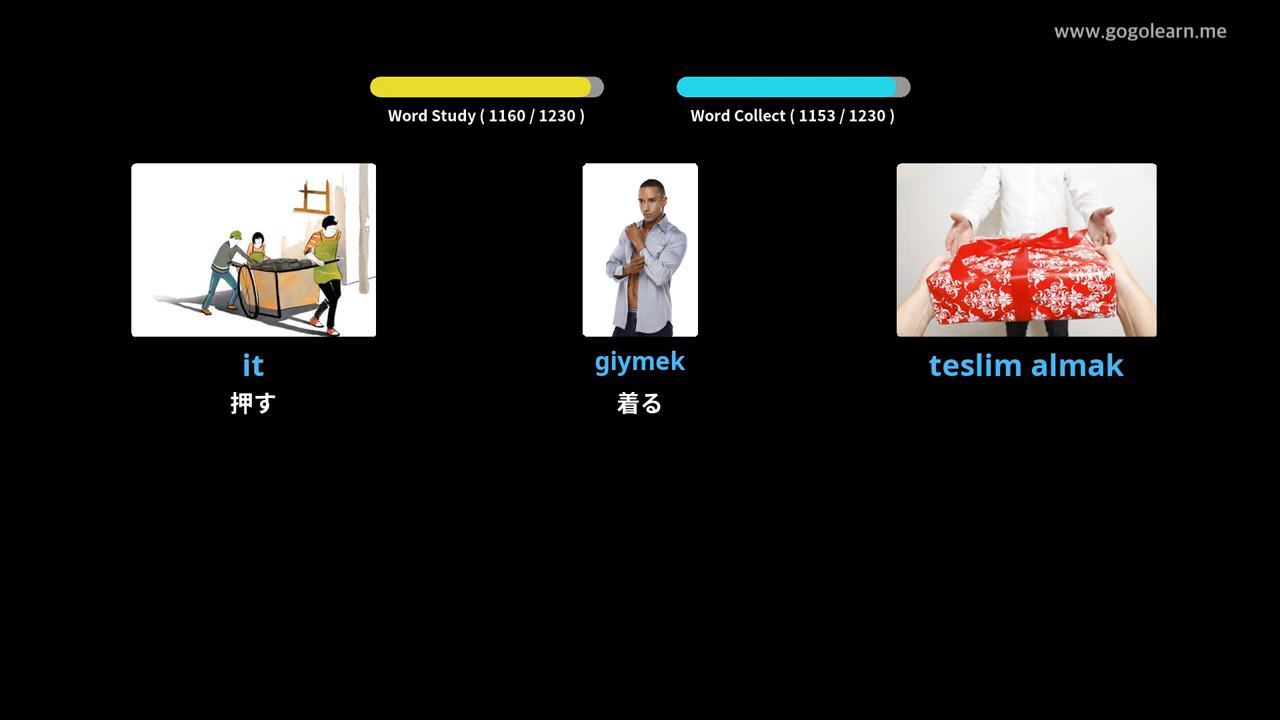 www.gogolearn.me
Word Study ( 1160 / 1230 )
Word Collect ( 1153 / 1230 )
it
giymek
teslim almak
押す
着る